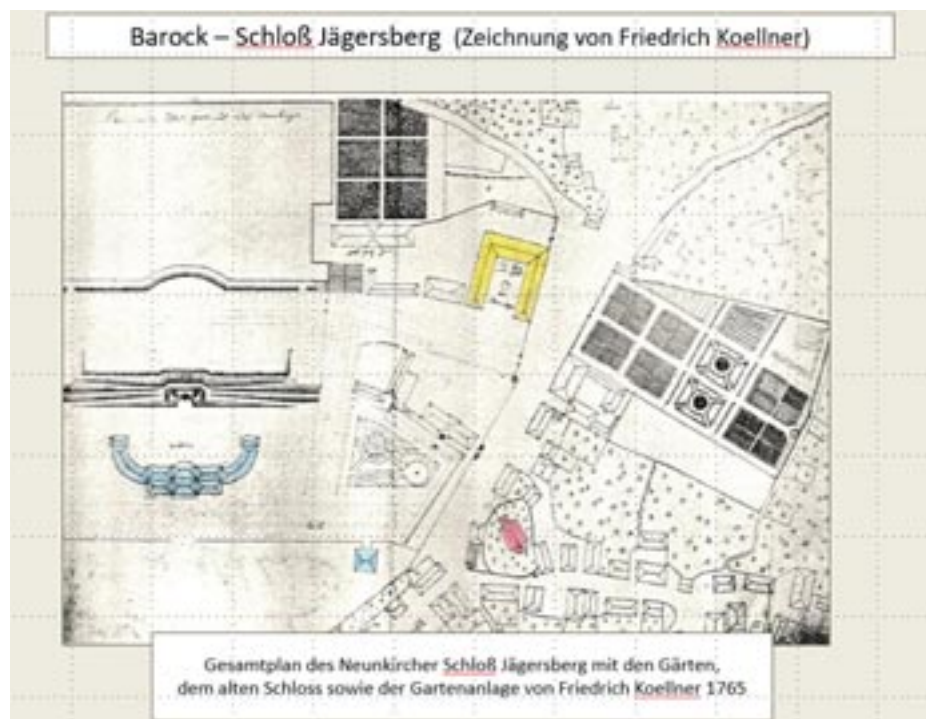 Barock – Schloß Jägersberg (Zeichnung von Friedrich Koellner)
Gesamtplan des Neunkircher Schloß Jägersberg mit den Gärten,
dem alten Schloss sowie der Gartenanlage von Friedrich Koellner 1765